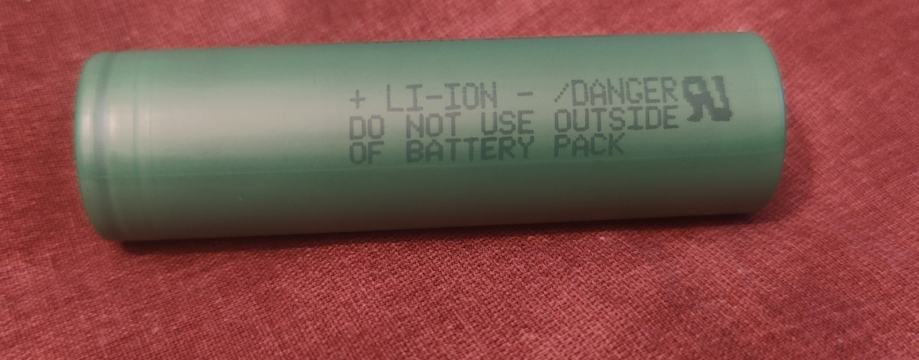 + LI-ION - /DANGER
DO NOT USE OUTSIDE
OF BATTERY PACK